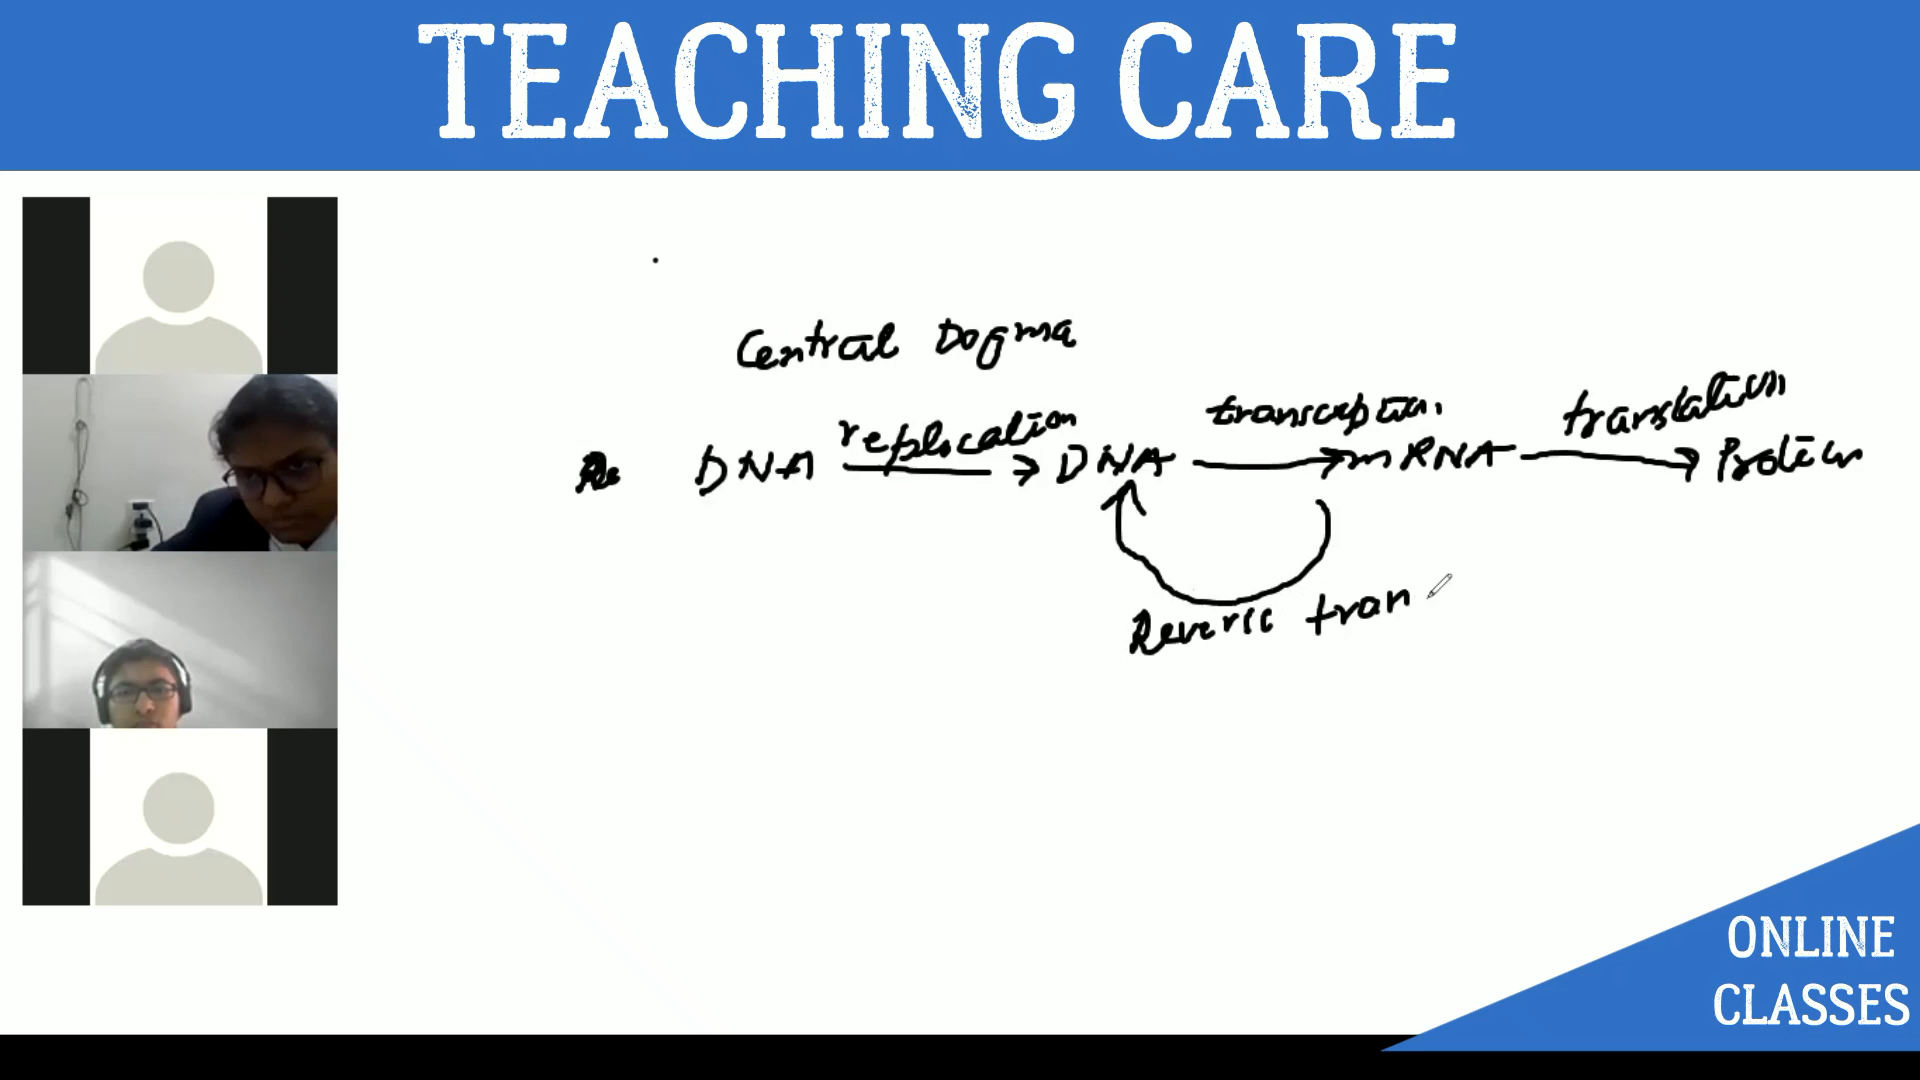 TEACHING CARE
Central Dogma
replication transcription translation
DNA DNA mRNA Protein
Reverse tran
ONLINE
CLASSES